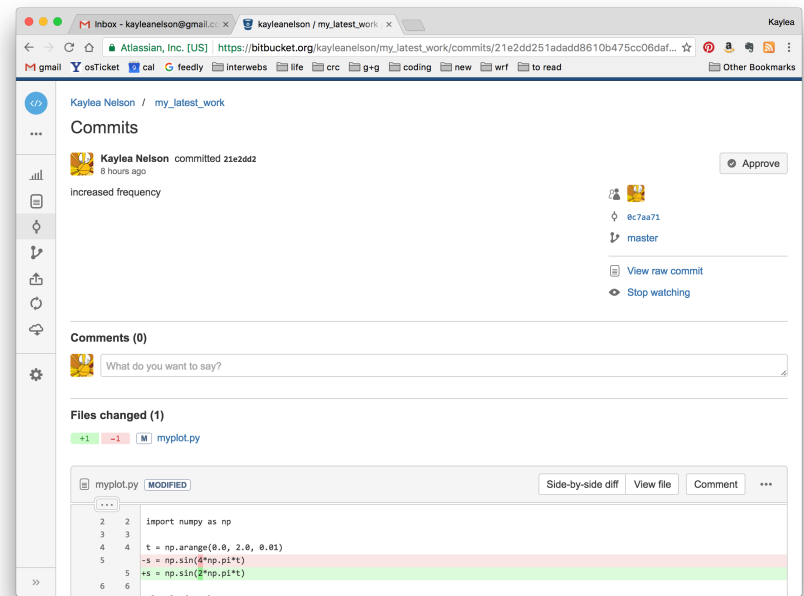 Inbox - kayleanelson@gmail.co
kayleanelson / my_latest_work
Kaylea
Atlassian, Inc. [US]
https://bitbucket.org/kayleanelson/my_latest_work/commits/21e2dd251adadd8610b475cc06daf...
gmail osTicket cal feedly interwebs life crc g+g coding new wrf to read Other Bookmarks
Kaylea Nelson / my_latest_work
Commits
Kaylea Nelson committed 21e2dd2
8 hours ago
Approve
increased frequency
0c7aa71
master
View raw commit
Stop watching
Comments (0)
What do you want to say?
Files changed (1)
+1 -1 M myplot.py
myplot.py MODIFIED Side-by-side diff View file Comment
2 2 import numpy as np
3 3
4 4 t = np.arange(0.0, 2.0, 0.01)
5 -s = np.sin(4*np.pi*t)
5 +s = np.sin(2*np.pi*t)
6 6